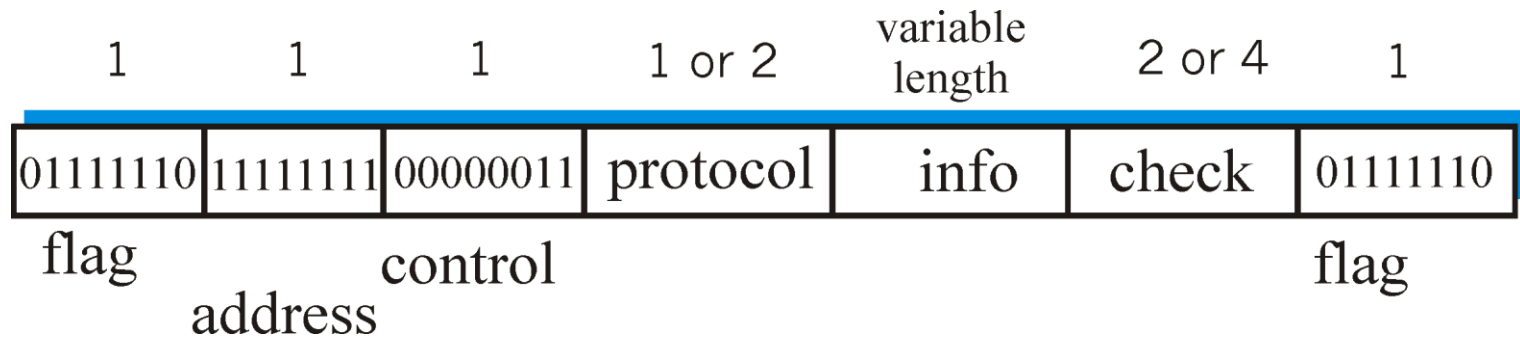 1 1 1 1 or 2 variable length 2 or 4 1
01111110 11111111 00000011 protocol info check 01111110
flag control flag
address